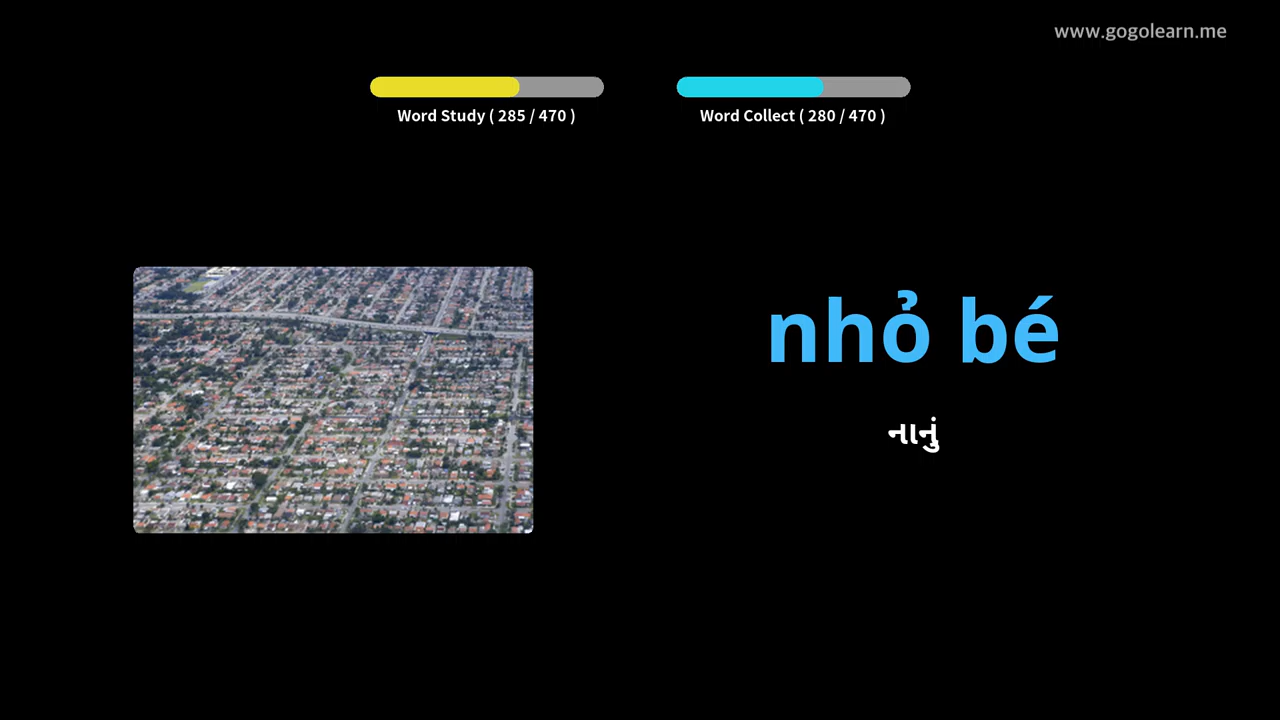 www.gogolearn.me
Word Study ( 285 / 470 )
Word Collect ( 280 / 470 )
nhỏ bé
નાનું